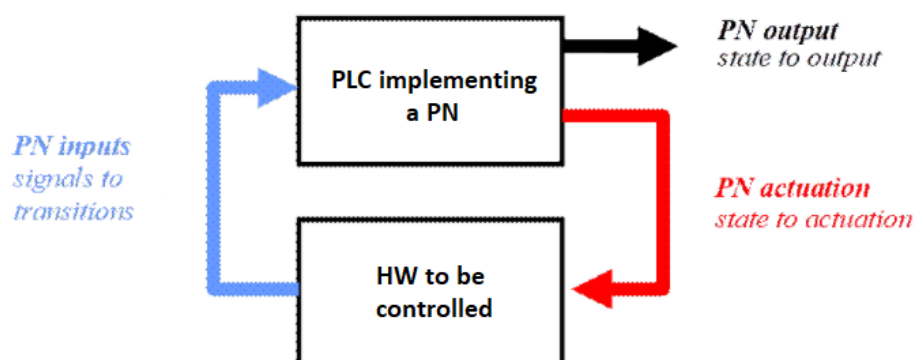 PLC implementing
a PN
PN output
state to output
PN inputs
signals to
transitions
PN actuation
state to actuation
HW to be
controlled